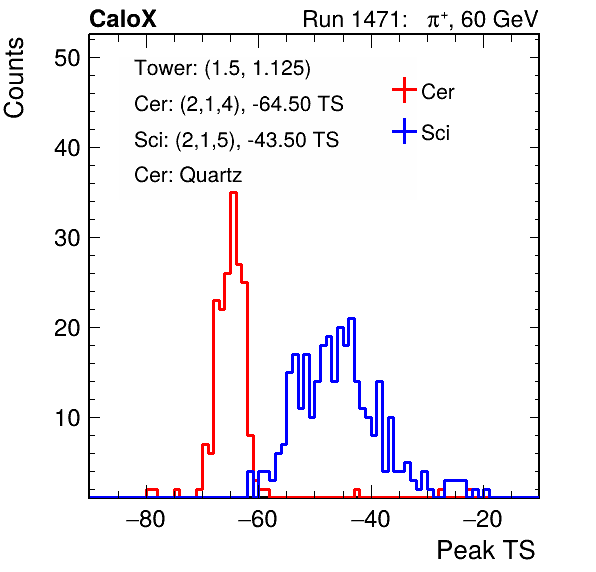 CaloX Run 1471: π⁺, 60 GeV
Counts
Tower: (1.5, 1.125)
Cer: (2,1,4), -64.50 TS
Sci: (2,1,5), -43.50 TS
Cer: Quartz
Cer
Sci
50
40
30
20
10
−80 −60 −40 −20
Peak TS